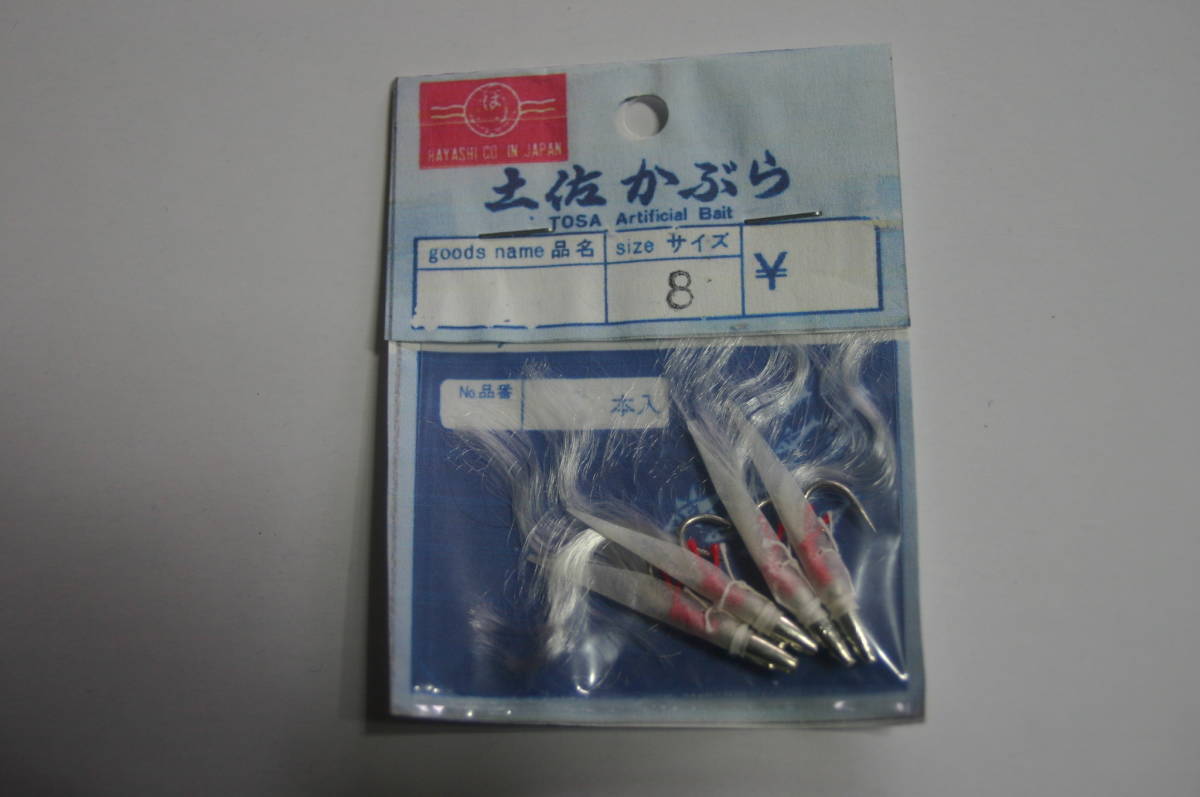 は
HAYASHI CO IN JAPAN
土佐かぶら
TOSA Artificial Bait
goods name 品名 size サイズ ¥
8
No.品番 本入